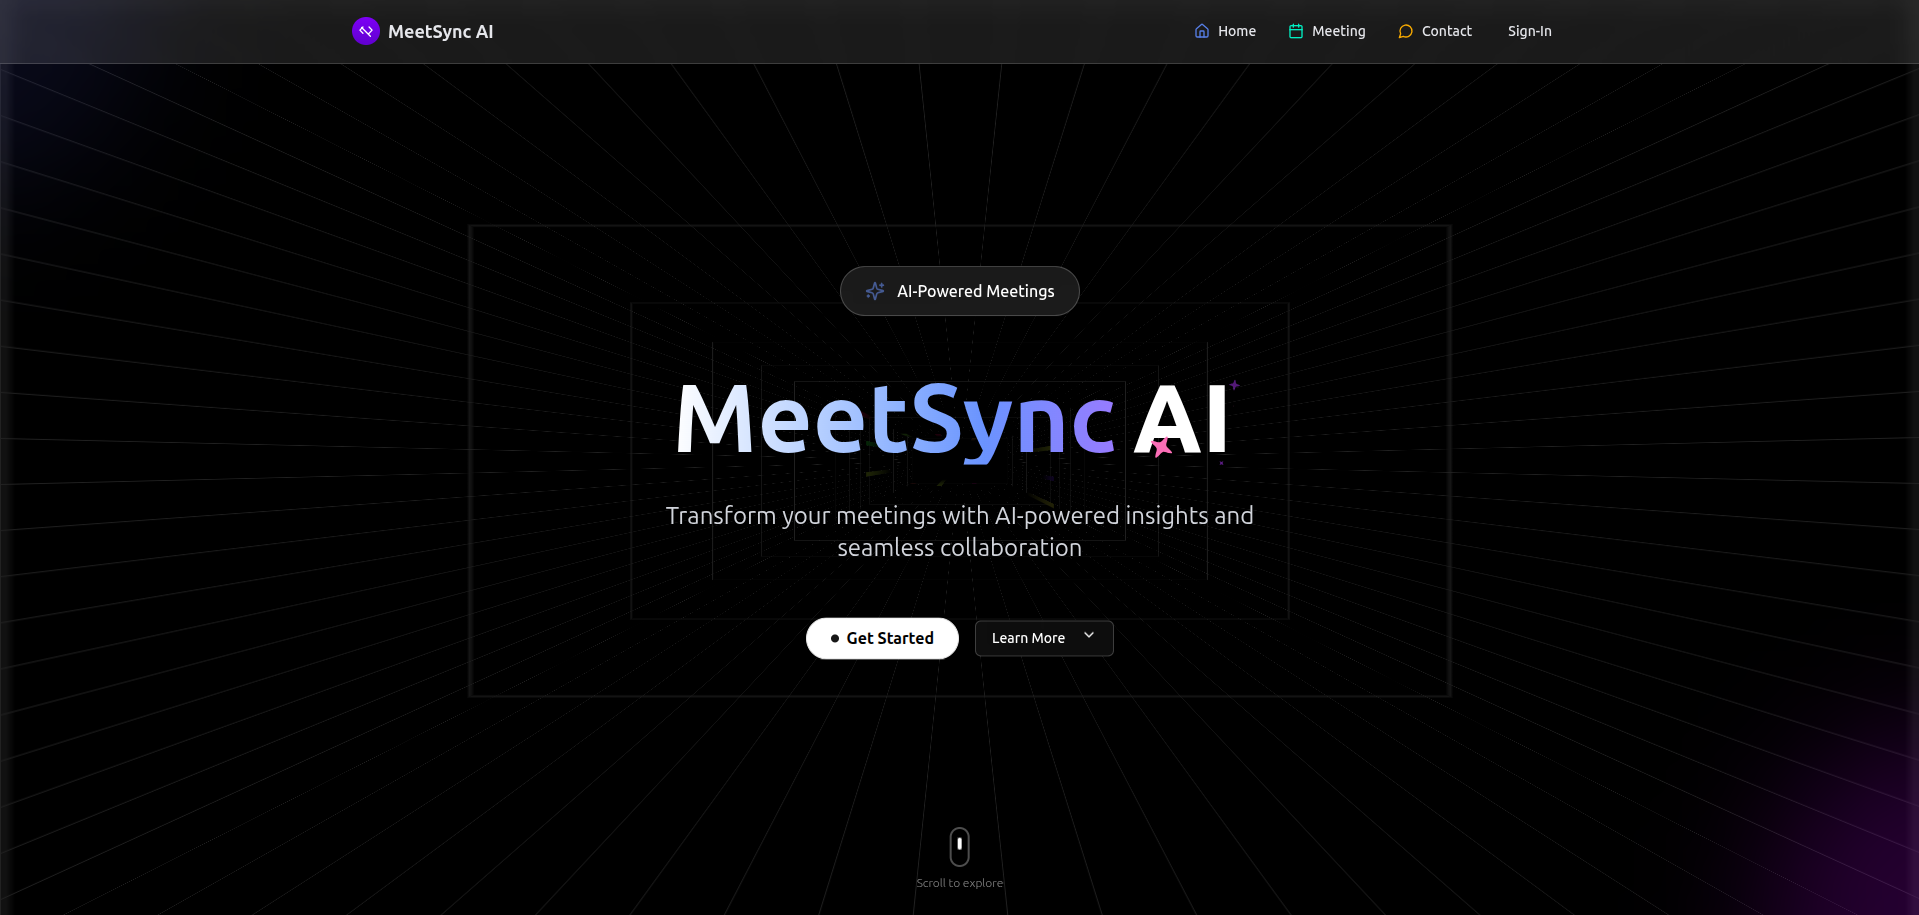 MeetSync AI
Home
Meeting
Contact
Sign-In
AI-Powered Meetings
MeetSync AI
Transform your meetings with AI-powered insights and
seamless collaboration
Get Started
Learn More
Scroll to explore